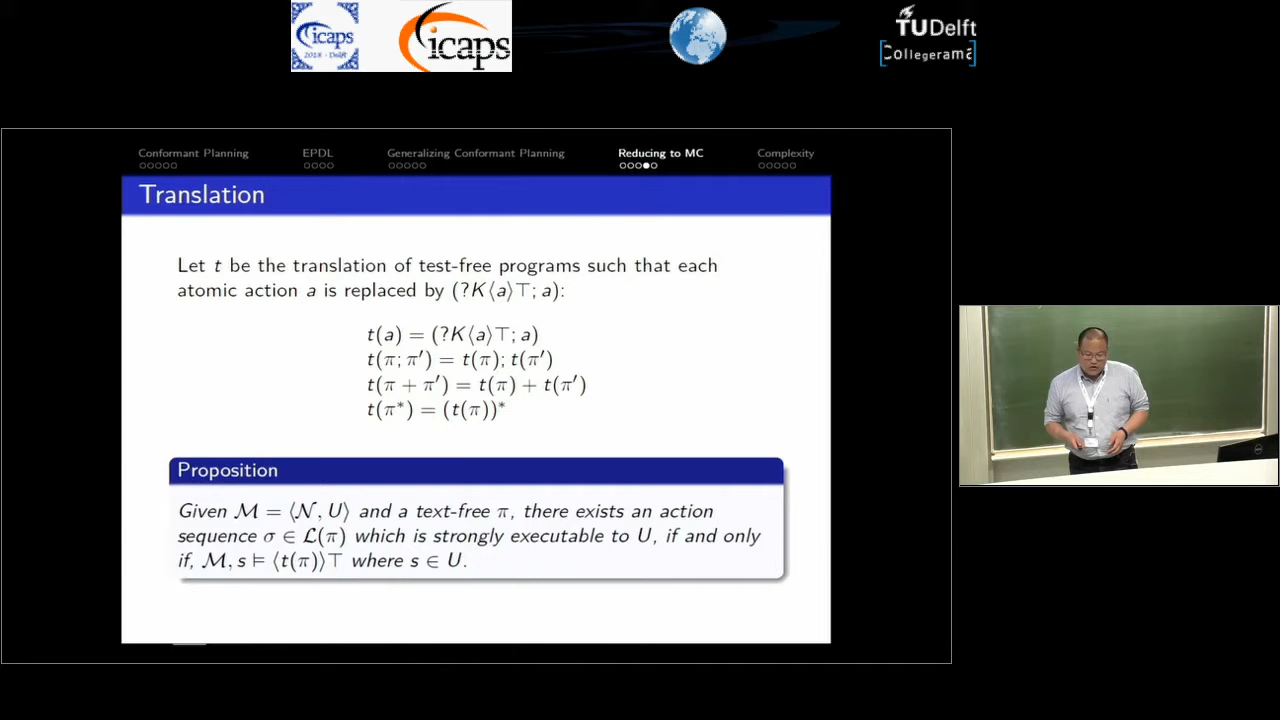 icaps
2018 - Delft
icaps
TUDelft
Collegerama
Conformant Planning
EPDL
Generalizing Conformant Planning
Reducing to MC
Complexity
Translation
Let t be the translation of test-free programs such that each
atomic action a is replaced by (?K⟨a⟩⊤; a):
t(a) = (?K⟨a⟩⊤; a)
t(π; π′) = t(π); t(π′)
t(π + π′) = t(π) + t(π′)
t(π*) = (t(π))*
Proposition
Given ℳ = ⟨𝒩, U⟩ and a text-free π, there exists an action
sequence σ ∈ ℒ(π) which is strongly executable to U, if and only
if, ℳ, s ⊨ ⟨t(π)⟩⊤ where s ∈ U.